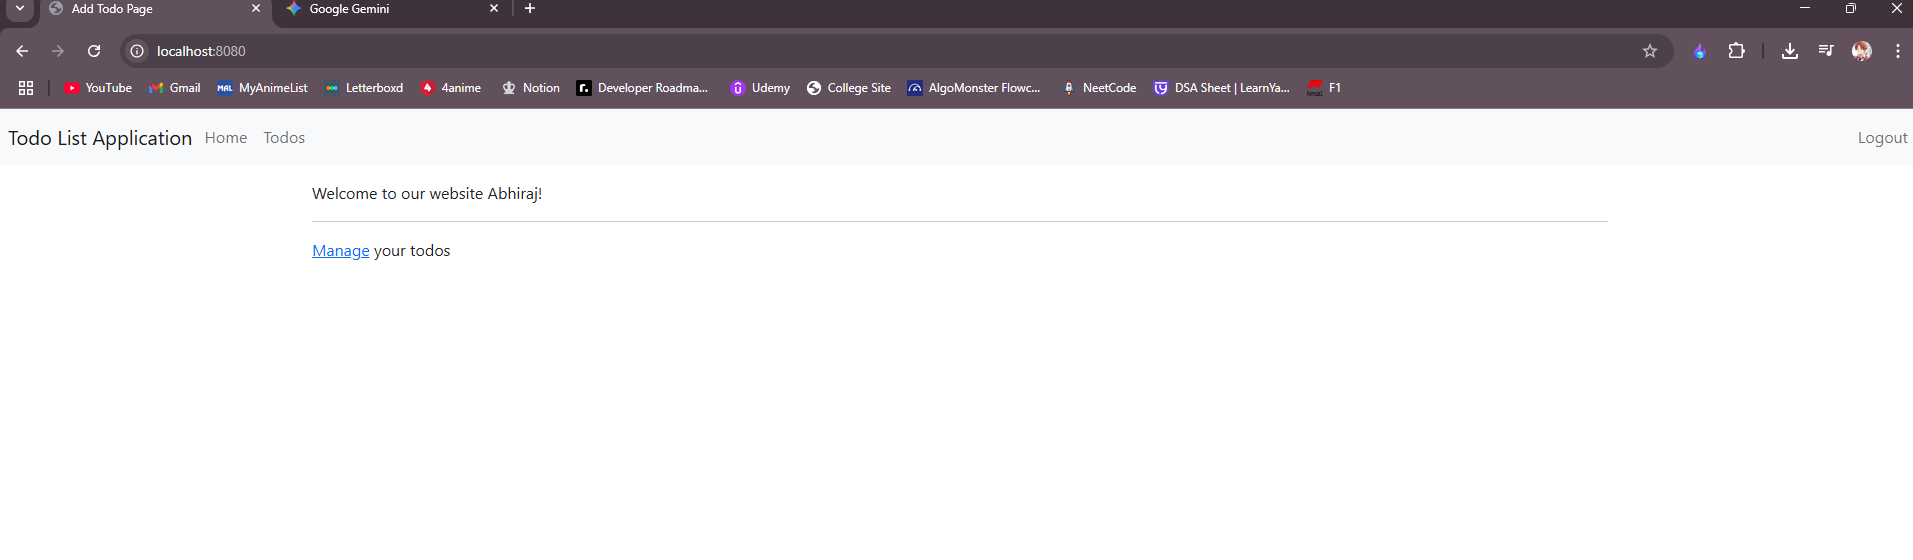 Add Todo Page
Google Gemini
localhost:8080
YouTube Gmail MAL MyAnimeList Letterboxd 4 4anime Notion r. Developer Roadma... Udemy College Site AlgoMonster Flowc... NeetCode DSA Sheet | LearnYa... F1
Todo List Application Home Todos Logout
Welcome to our website Abhiraj!
Manage your todos